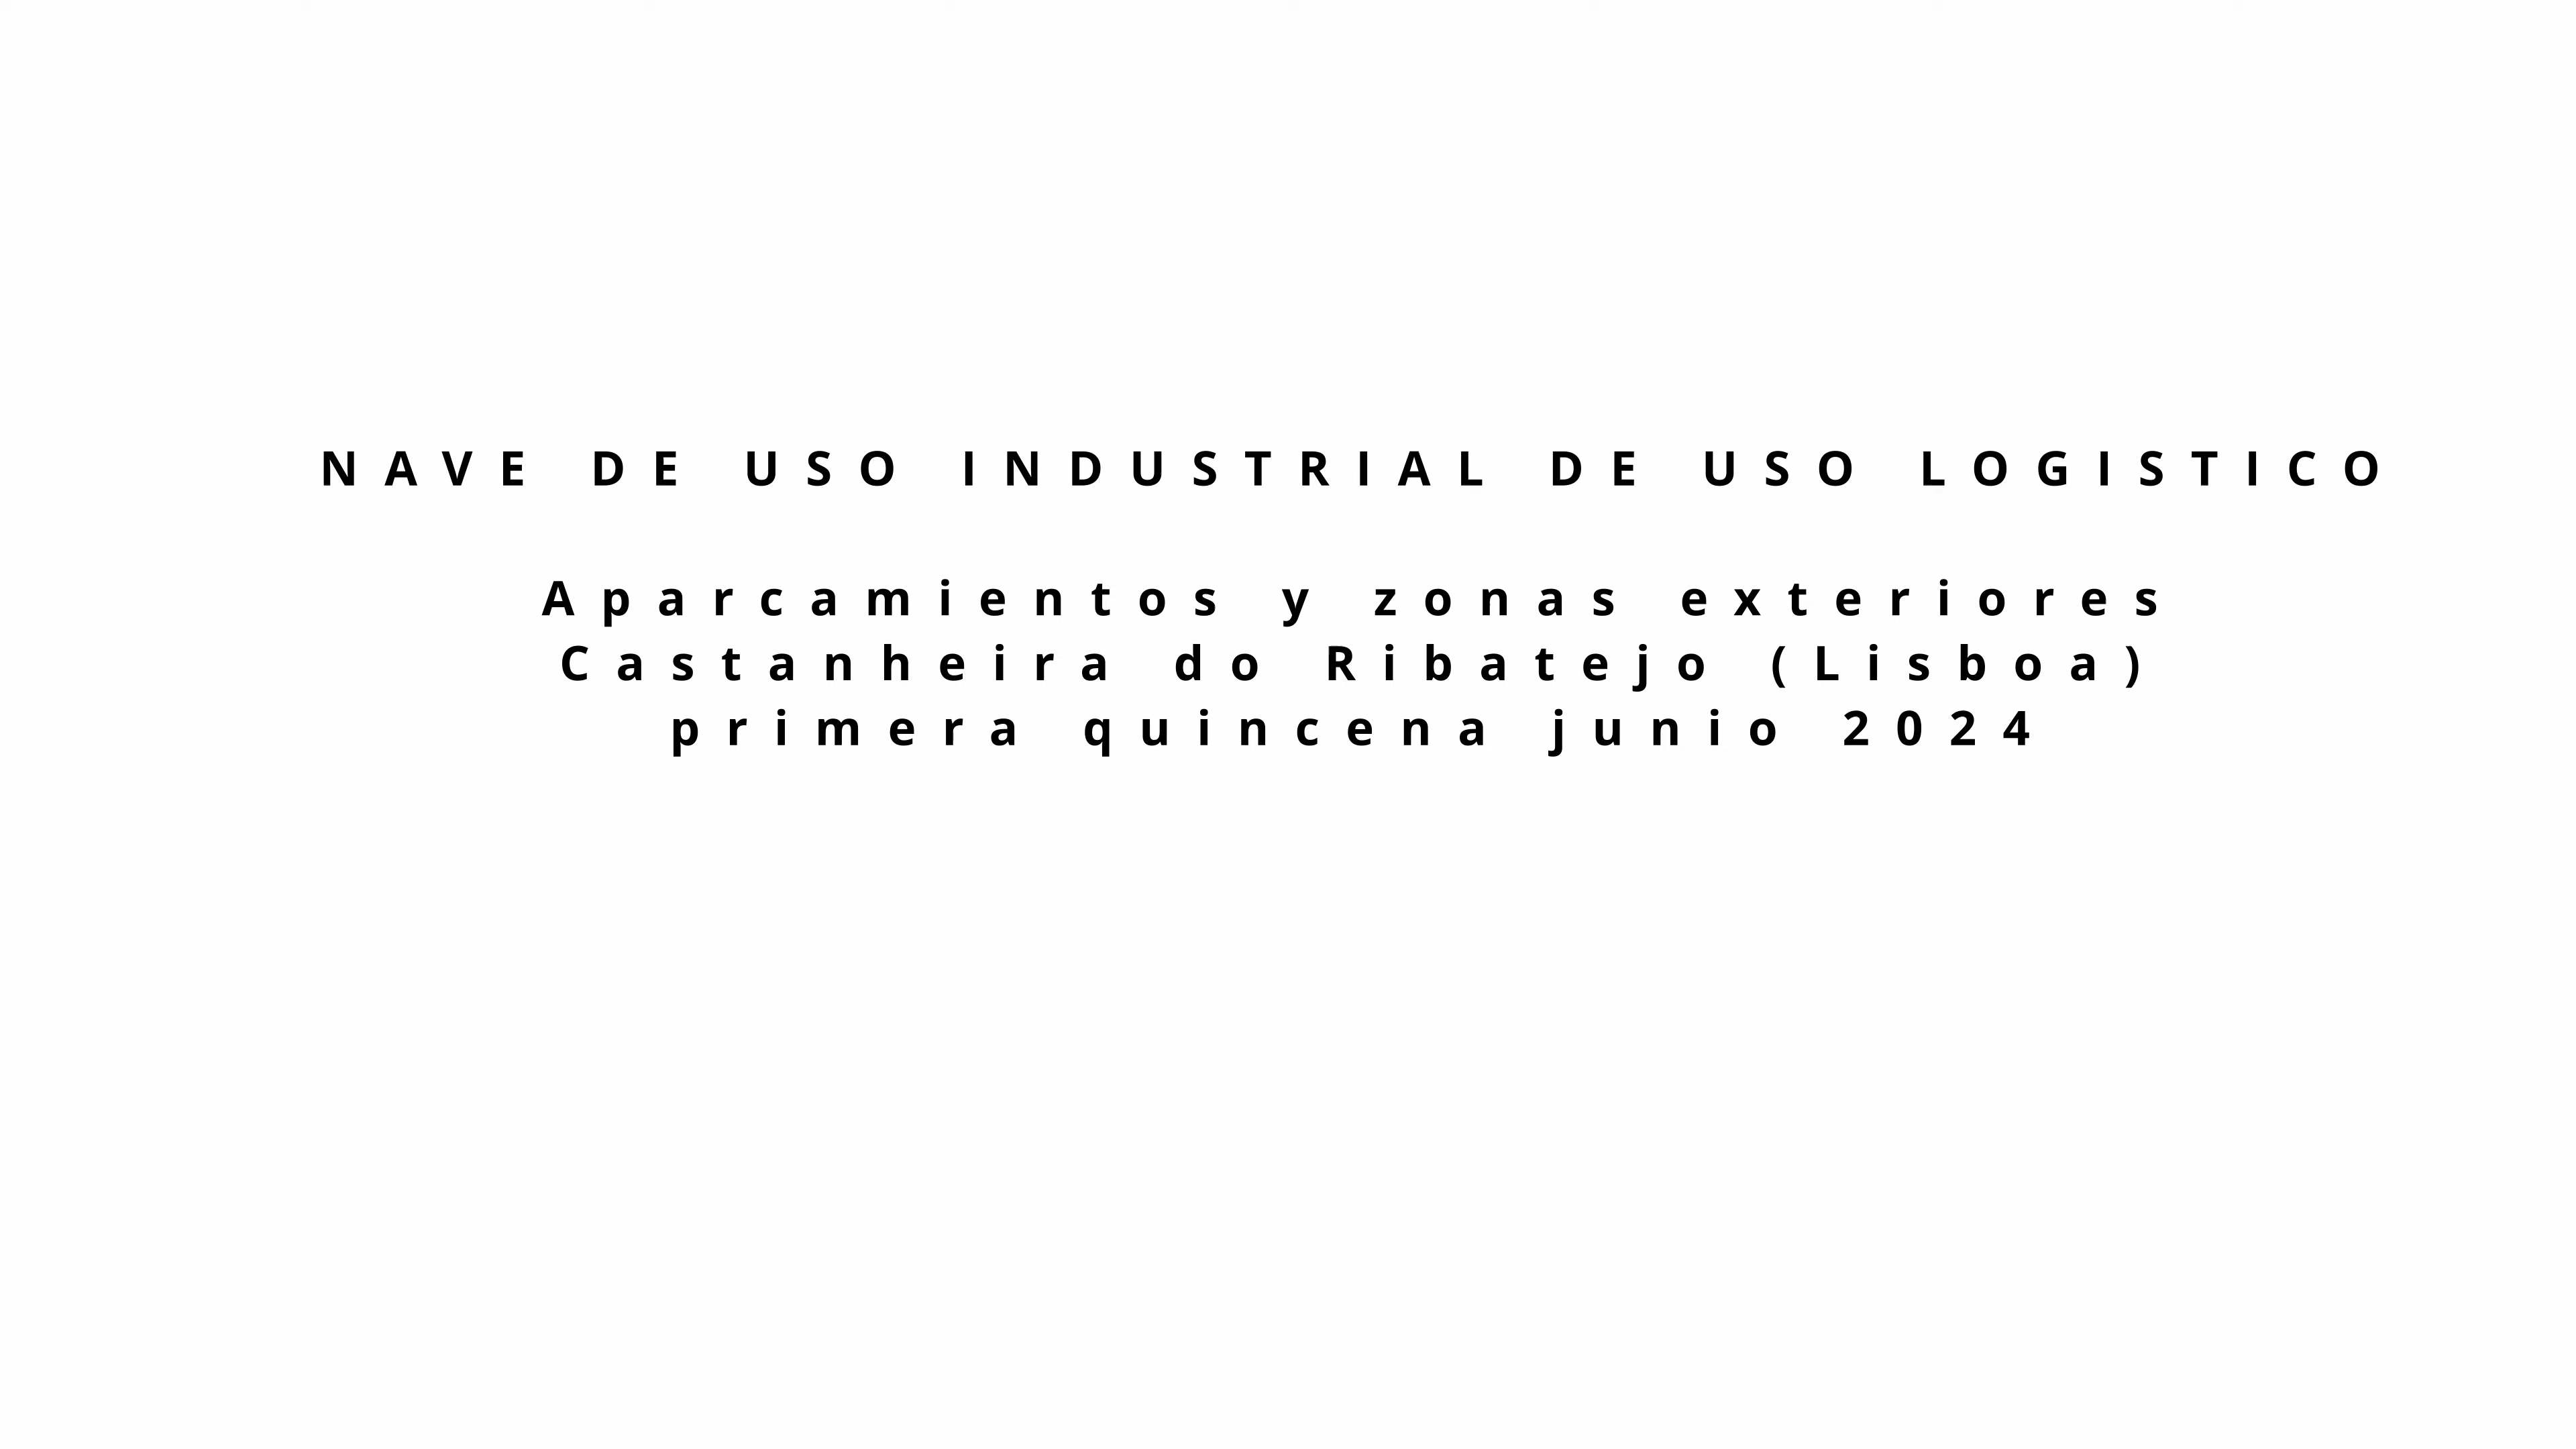 NAVE DE USO INDUSTRIAL DE USO LOGISTICO
Aparcamientos y zonas exteriores
Castanheira do Ribatejo (Lisboa)
primera quincena junio 2024